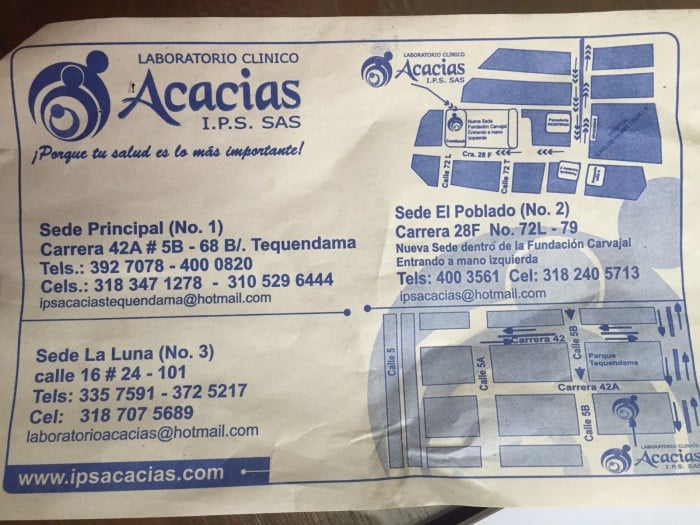 LABORATORIO CLINICO
Acacias
I.P.S. SAS
¡Porque tu salud es lo más importante!
LABORATORIO CLINICO
Acacias
I.P.S. SAS
Nueva Sede
Fundación Carvajal
Entrando a mano
izquierda
Panadería
Cra. 28 F
Calle 72 L
Calle 72 T
Sede Principal (No. 1)
Carrera 42A # 5B - 68 B/. Tequendama
Tels.: 392 7078 - 400 0820
Cels.: 318 347 1278 - 310 529 6444
ipsacaciastequendama@hotmail.com
Sede El Poblado (No. 2)
Carrera 28F No. 72L - 79
Nueva Sede dentro de la Fundación Carvajal
Entrando a mano izquierda
Tels: 400 3561 Cel: 318 240 5713
ipsacacias@hotmail.com
Sede La Luna (No. 3)
calle 16 # 24 - 101
Tels: 335 7591 - 372 5217
Cel: 318 707 5689
laboratorioacacias@hotmail.com
www.ipsacacias.com
Calle 5
Calle 5A
Calle 5B
Carrera 42
Parque
Tequendama
Carrera 42A
Calle 5B
LABORATORIO CLINICO
Acacias
I.P.S. SAS